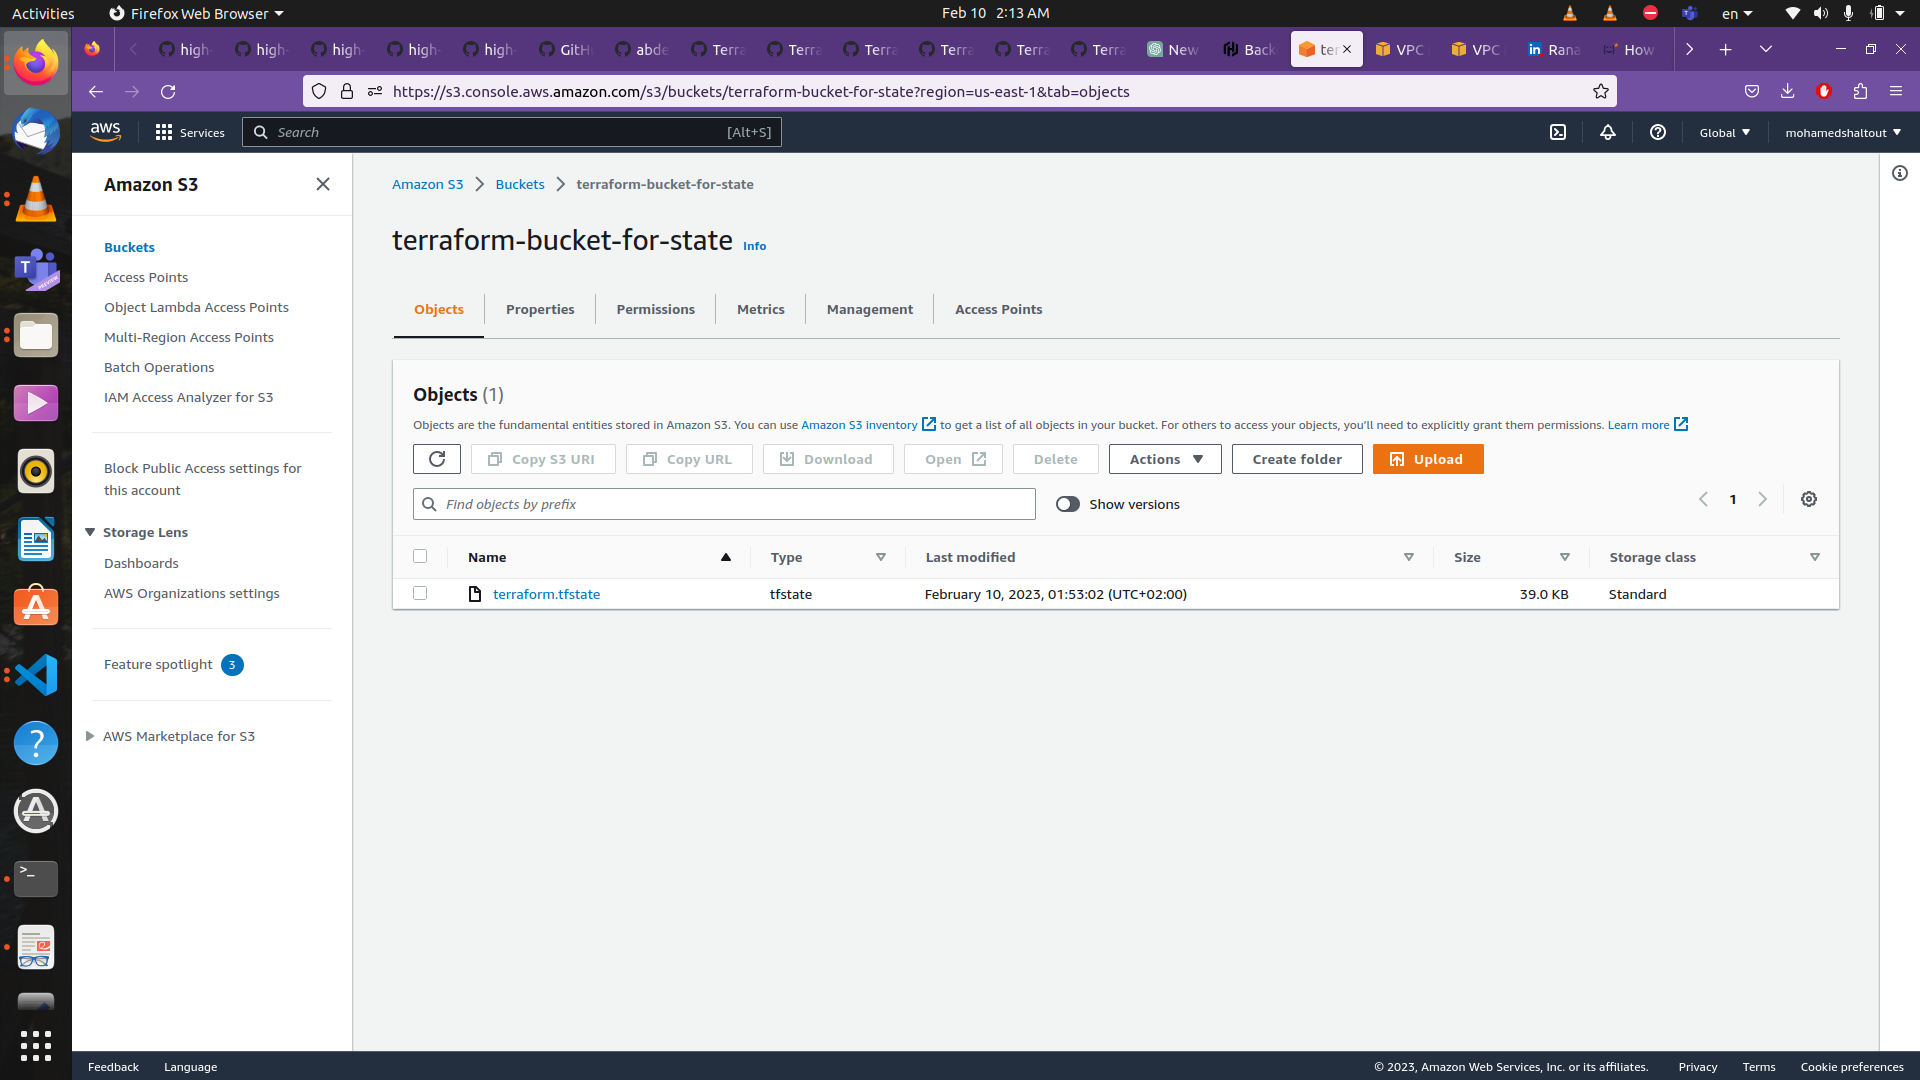 Activities
Firefox Web Browser
Feb 10 2:13 AM
en
high-
high-
high-
high-
high-
GitH
abde
Terra
Terra
Terra
Terra
Terra
Terra
New
Back
ter
VPC
VPC
in Rana
How
https://s3.console.aws.amazon.com/s3/buckets/terraform-bucket-for-state?region=us-east-1&tab=objects
aws
Services
Search
[Alt+S]
Global
mohamedshaltout
Amazon S3
Buckets
Access Points
Object Lambda Access Points
Multi-Region Access Points
Batch Operations
IAM Access Analyzer for S3
Block Public Access settings for
this account
Storage Lens
Dashboards
AWS Organizations settings
Feature spotlight 3
AWS Marketplace for S3
Amazon S3 > Buckets > terraform-bucket-for-state
terraform-bucket-for-state Info
Objects
Properties
Permissions
Metrics
Management
Access Points
Objects (1)
Objects are the fundamental entities stored in Amazon S3. You can use Amazon S3 inventory to get a list of all objects in your bucket. For others to access your objects, you'll need to explicitly grant them permissions. Learn more
Copy S3 URI
Copy URL
Download
Open
Delete
Actions
Create folder
Upload
Find objects by prefix
Show versions
1
Name
Type
Last modified
Size
Storage class
terraform.tfstate
tfstate
February 10, 2023, 01:53:02 (UTC+02:00)
39.0 KB
Standard
Feedback
Language
© 2023, Amazon Web Services, Inc. or its affiliates.
Privacy
Terms
Cookie preferences